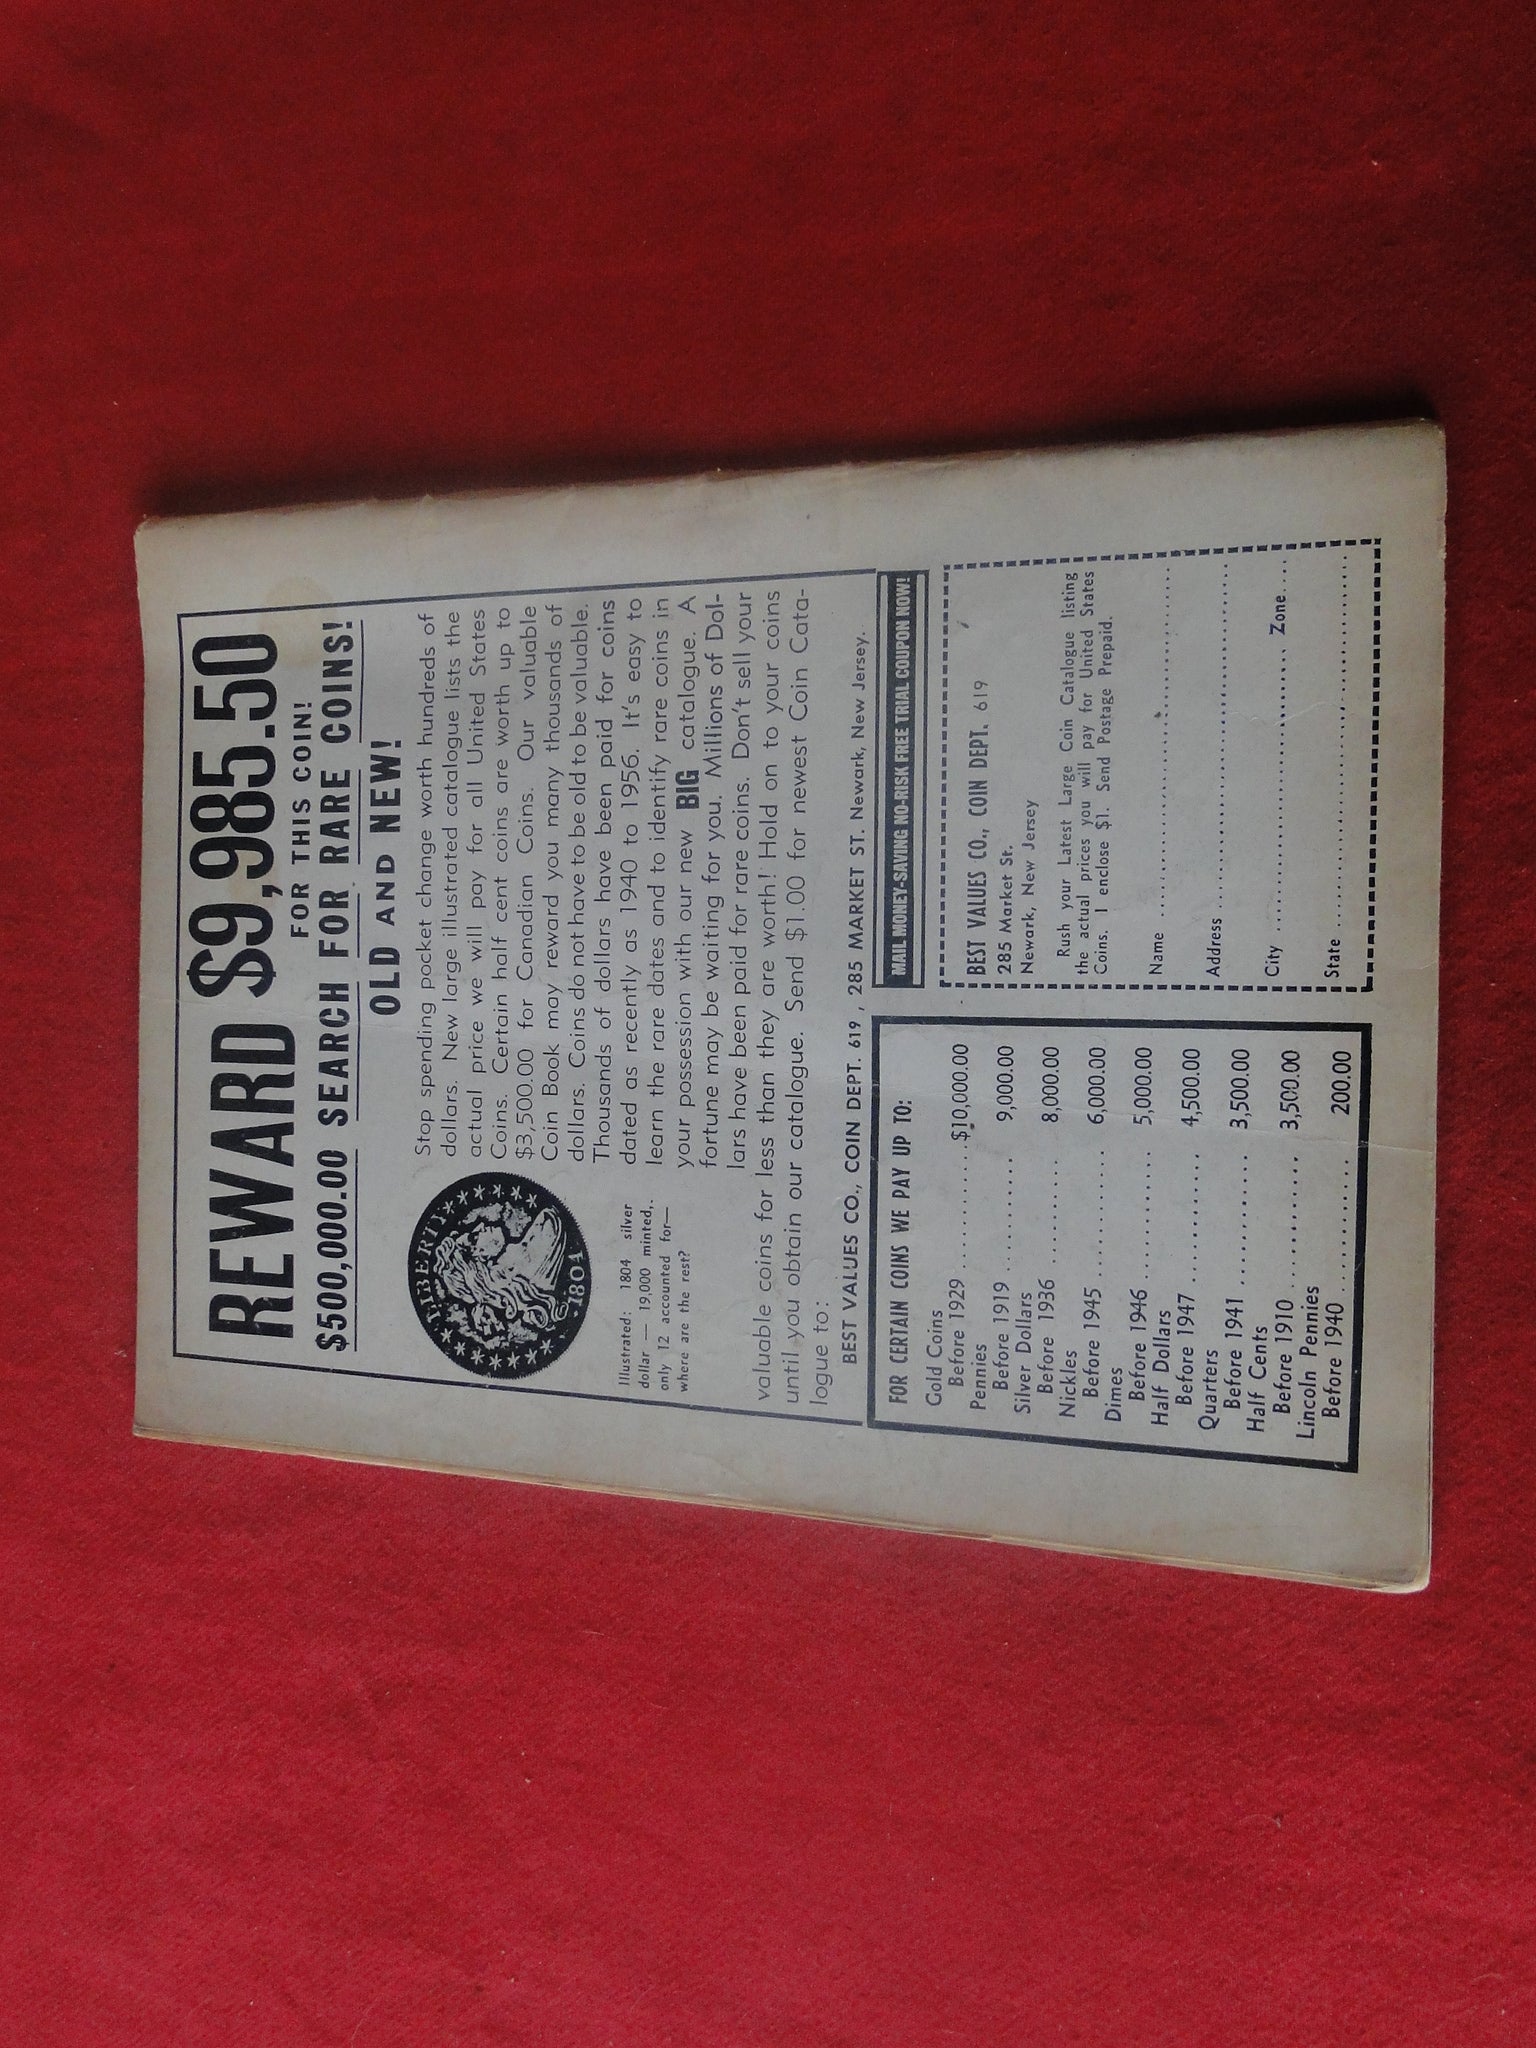 REWARD $9,985.50
FOR THIS COIN!
$500,000.00 SEARCH FOR RARE COINS!
OLD AND NEW!
LIBERTY
1804
Illustrated: 1804 silver
dollar — 19,000 minted,.
only 12 accounted for—
where are the rest?
Stop spending pocket change worth hundreds of
dollars. New large illustrated catalogue lists the
actual price we will pay for all United States
Coins. Certain half cent coins are worth up to
$3,500.00 for Canadian Coins. Our valuable
Coin Book may reward you many thousands of
dollars. Coins do not have to be old to be valuable.
Thousands of dollars have been paid for coins
dated as recently as 1940 to 1956. It's easy to
learn the rare dates and to identify rare coins in
your possession with our new BIG catalogue. A
fortune may be waiting for you. Millions of Dol-
lars have been paid for rare coins. Don't sell your
valuable coins for less than they are worth! Hold on to your coins
until you obtain our catalogue. Send $1.00 for newest Coin Cata-
logue to:
BEST VALUES CO., COIN DEPT. 619, 285 MARKET ST. Newark, New Jersey.
FOR CERTAIN COINS WE PAY UP TO:
Gold Coins
Before 1929 .............. $10,000.00
Pennies
Before 1919 .............. 9,000.00
Silver Dollars
Before 1936 .............. 8,000.00
Nickles
Before 1945 .............. 6,000.00
Dimes
Before 1946 .............. 5,000.00
Half Dollars
Before 1947 .............. 4,500.00
Quarters
Before 1941 .............. 3,500.00
Half Cents
Before 1910 .............. 3,500.00
Lincoln Pennies
Before 1940 .............. 200.00
MAIL MONEY-SAVING NO-RISK FREE TRIAL COUPON NOW!
BEST VALUES CO., COIN DEPT. 619
285 Market St.
Newark, New Jersey
Rush your Latest Large Coin Catalogue listing
the actual prices you will pay for United States
Coins. I enclose $1. Send Postage Prepaid.
Name ..............................
Address ..............................
City .............................. Zone......
State ..............................